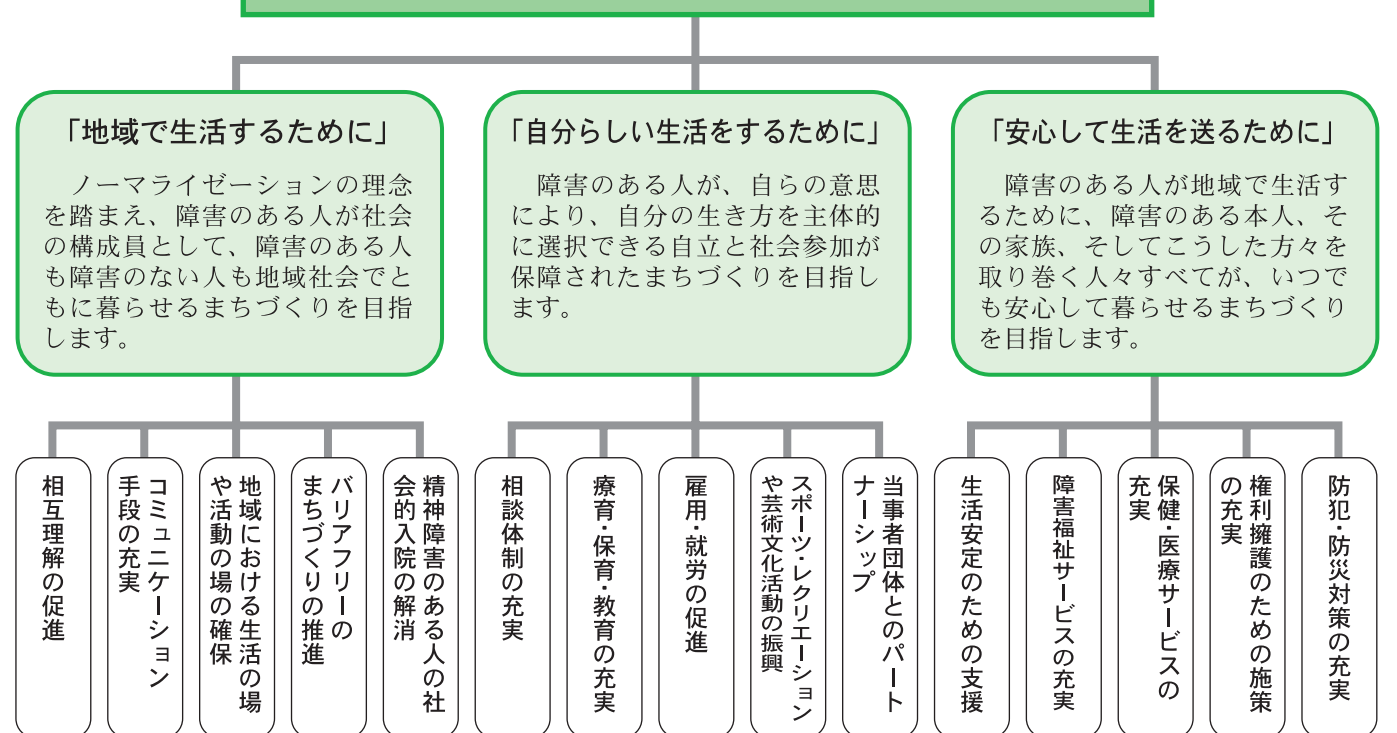 「地域で生活するために」
ノーマライゼーションの理念
を踏まえ、障害のある人が社会
の構成員として、障害のある人
も障害のない人も地域社会でと
もに暮らせるまちづくりを目指
します。
「自分らしい生活をするために」
障害のある人が、自らの意思
により、自分の生き方を主体的
に選択できる自立と社会参加が
保障されたまちづくりを目指し
ます。
「安心して生活を送るために」
障害のある人が地域で生活す
るために、障害のある本人、そ
の家族、そしてこうした方々を
取り巻く人々すべてが、いつで
も安心して暮らせるまちづくり
を目指します。
相互理解の促進
コミュニケーション
手段の充実
地域における生活の場
や活動の場の確保
バリアフリーの
まちづくりの推進
精神障害のある人の社
会的入院の解消
相談体制の充実
療育・保育・教育の充実
雇用・就労の促進
スポーツ・レクリエーション
や芸術文化活動の振興
当事者団体とのパート
ナーシップ
生活安定のための支援
障害福祉サービスの充実
保健・医療サービスの
充実
権利擁護のための施策
の充実
防犯・防災対策の充実